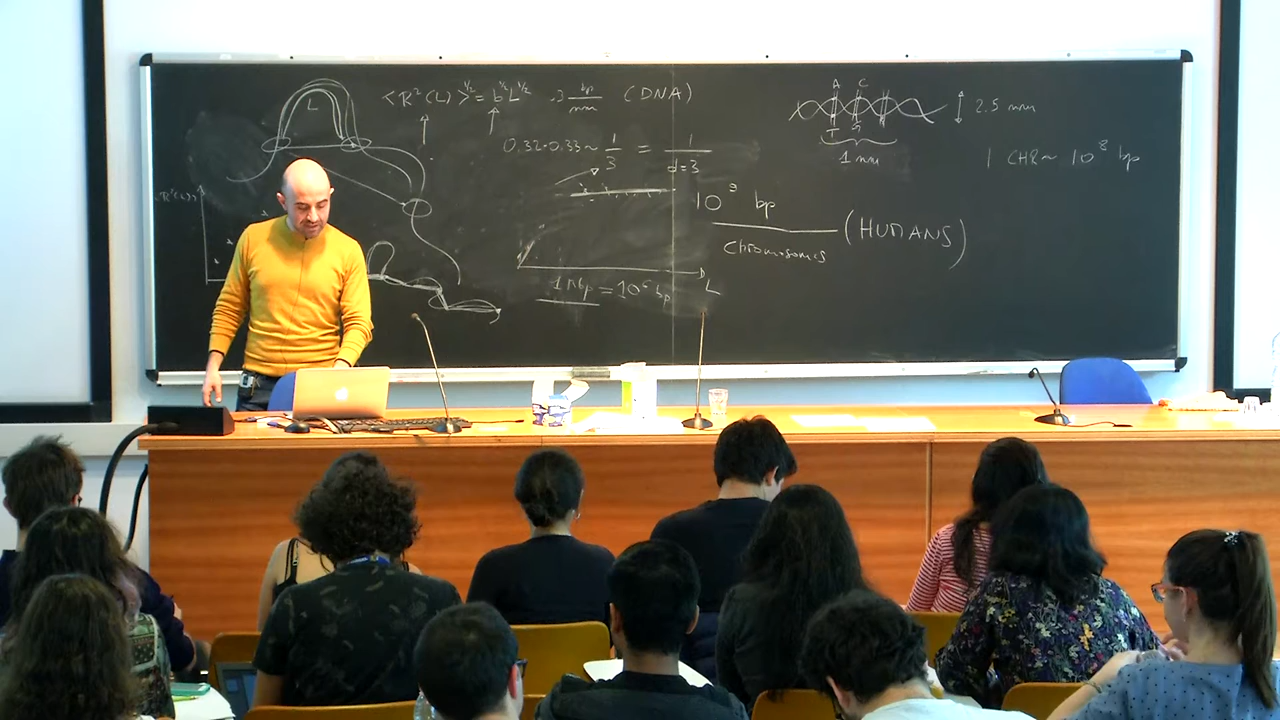 L
<R²(L)>^½ = b^½ L^½ .3 bp/nm (DNA)
0.32-0.33 ~ 1/3 = 1/d=3
10⁹ bp
Chromosomes
(HUMANS)
1 Mbp = 10⁶ bp
L
A C
T G
1 nm
2.5 nm
1 CHR ~ 10⁸ bp